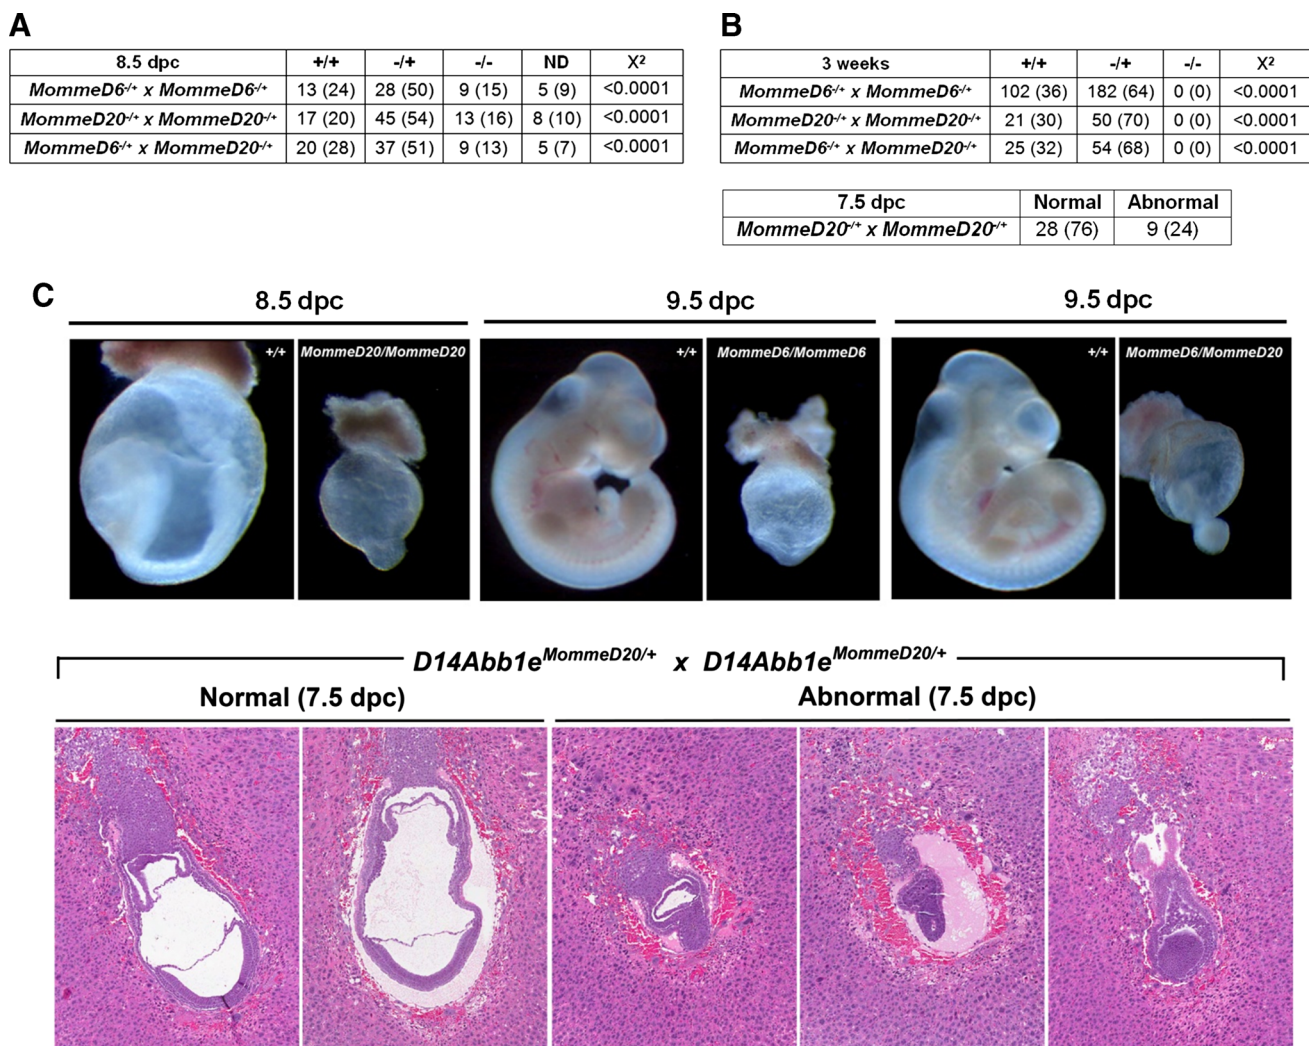 A
8.5 dpc +/+ -/+ -/- ND X²
MommeD6-/+ x MommeD6-/+ 13 (24) 28 (50) 9 (15) 5 (9) <0.0001
MommeD20-/+ x MommeD20-/+ 17 (20) 45 (54) 13 (16) 8 (10) <0.0001
MommeD6-/+ x MommeD20-/+ 20 (28) 37 (51) 9 (13) 5 (7) <0.0001
B
3 weeks +/+ -/+ -/- X²
MommeD6-/+ x MommeD6-/+ 102 (36) 182 (64) 0 (0) <0.0001
MommeD20-/+ x MommeD20-/+ 21 (30) 50 (70) 0 (0) <0.0001
MommeD6-/+ x MommeD20-/+ 25 (32) 54 (68) 0 (0) <0.0001
7.5 dpc Normal Abnormal
MommeD20-/+ x MommeD20-/+ 28 (76) 9 (24)
C
8.5 dpc 9.5 dpc 9.5 dpc
+/+ MommeD20/MommeD20 +/+ MommeD6/MommeD6 +/+ MommeD6/MommeD20
D14Abb1eMommeD20/+ x D14Abb1eMommeD20/+
Normal (7.5 dpc) Abnormal (7.5 dpc)